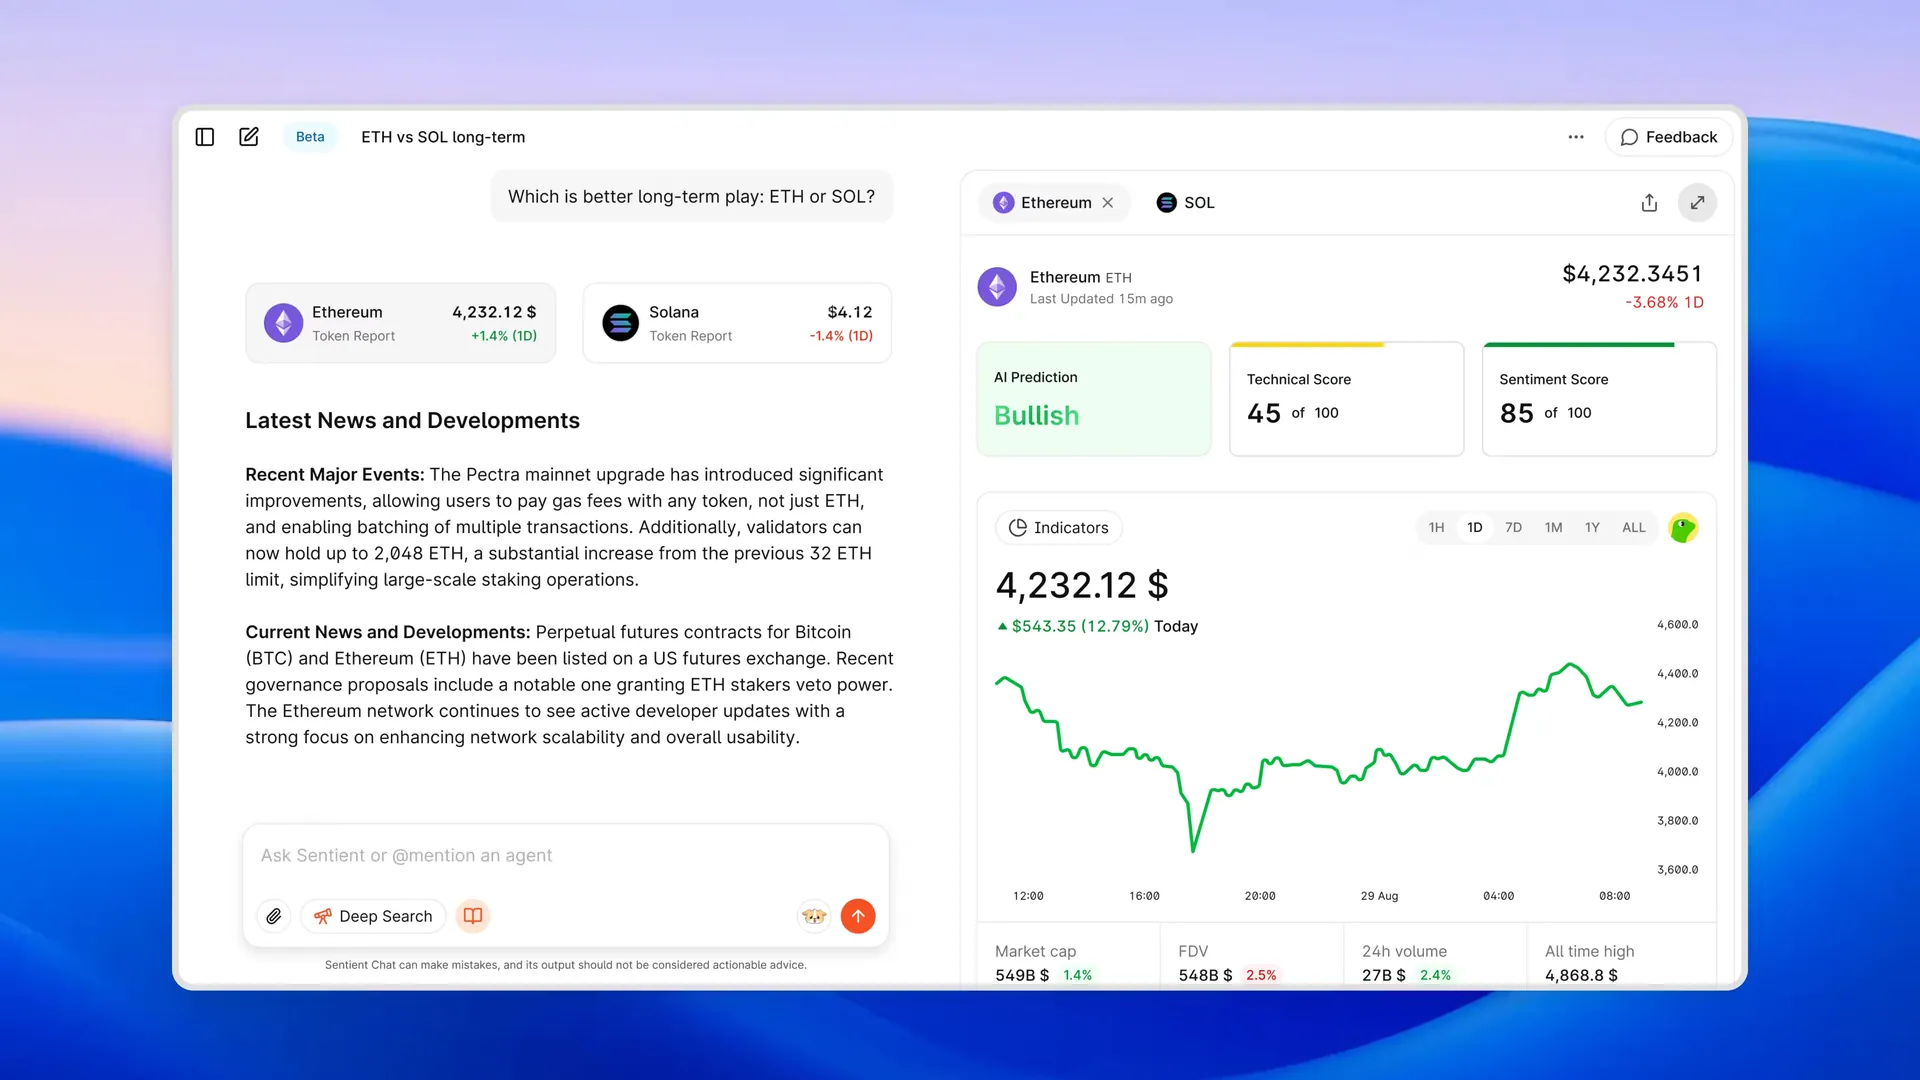 Beta
ETH vs SOL long-term
Feedback
Which is better long-term play: ETH or SOL?
Ethereum
4,232.12 $
Token Report
+1.4% (1D)
Solana
$4.12
Token Report
-1.4% (1D)
Latest News and Developments
Recent Major Events: The Pectra mainnet upgrade has introduced significant
improvements, allowing users to pay gas fees with any token, not just ETH,
and enabling batching of multiple transactions. Additionally, validators can
now hold up to 2,048 ETH, a substantial increase from the previous 32 ETH
limit, simplifying large-scale staking operations.
Current News and Developments: Perpetual futures contracts for Bitcoin
(BTC) and Ethereum (ETH) have been listed on a US futures exchange. Recent
governance proposals include a notable one granting ETH stakers veto power.
The Ethereum network continues to see active developer updates with a
strong focus on enhancing network scalability and overall usability.
Ask Sentient or @mention an agent
Deep Search
Sentient Chat can make mistakes, and its output should not be considered actionable advice.
Ethereum
SOL
Ethereum ETH
Last Updated 15m ago
$4,232.3451
-3.68% 1D
AI Prediction
Bullish
Technical Score
45 of 100
Sentiment Score
85 of 100
Indicators
1H 1D 7D 1M 1Y ALL
4,232.12 $
$543.35 (12.79%) Today
4,600.0
4,400.0
4,200.0
4,000.0
3,800.0
3,600.0
12:00 16:00 20:00 29 Aug 04:00 08:00
Market cap
549B $ 1.4%
FDV
548B $ 2.5%
24h volume
27B $ 2.4%
All time high
4,868.8 $